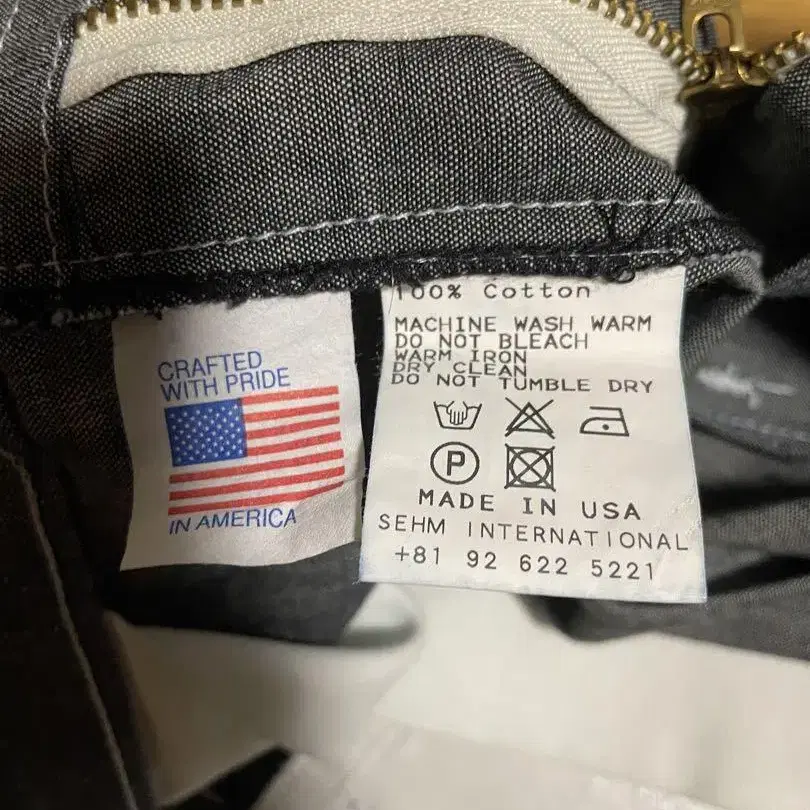 CRAFTED
WITH PRIDE
IN AMERICA
100% Cotton
MACHINE WASH WARM
DO NOT BLEACH
WARM IRON
DRY CLEAN
DO NOT TUMBLE DRY
P
MADE IN USA
SEHM INTERNATIONAL
+81 92 622 5221